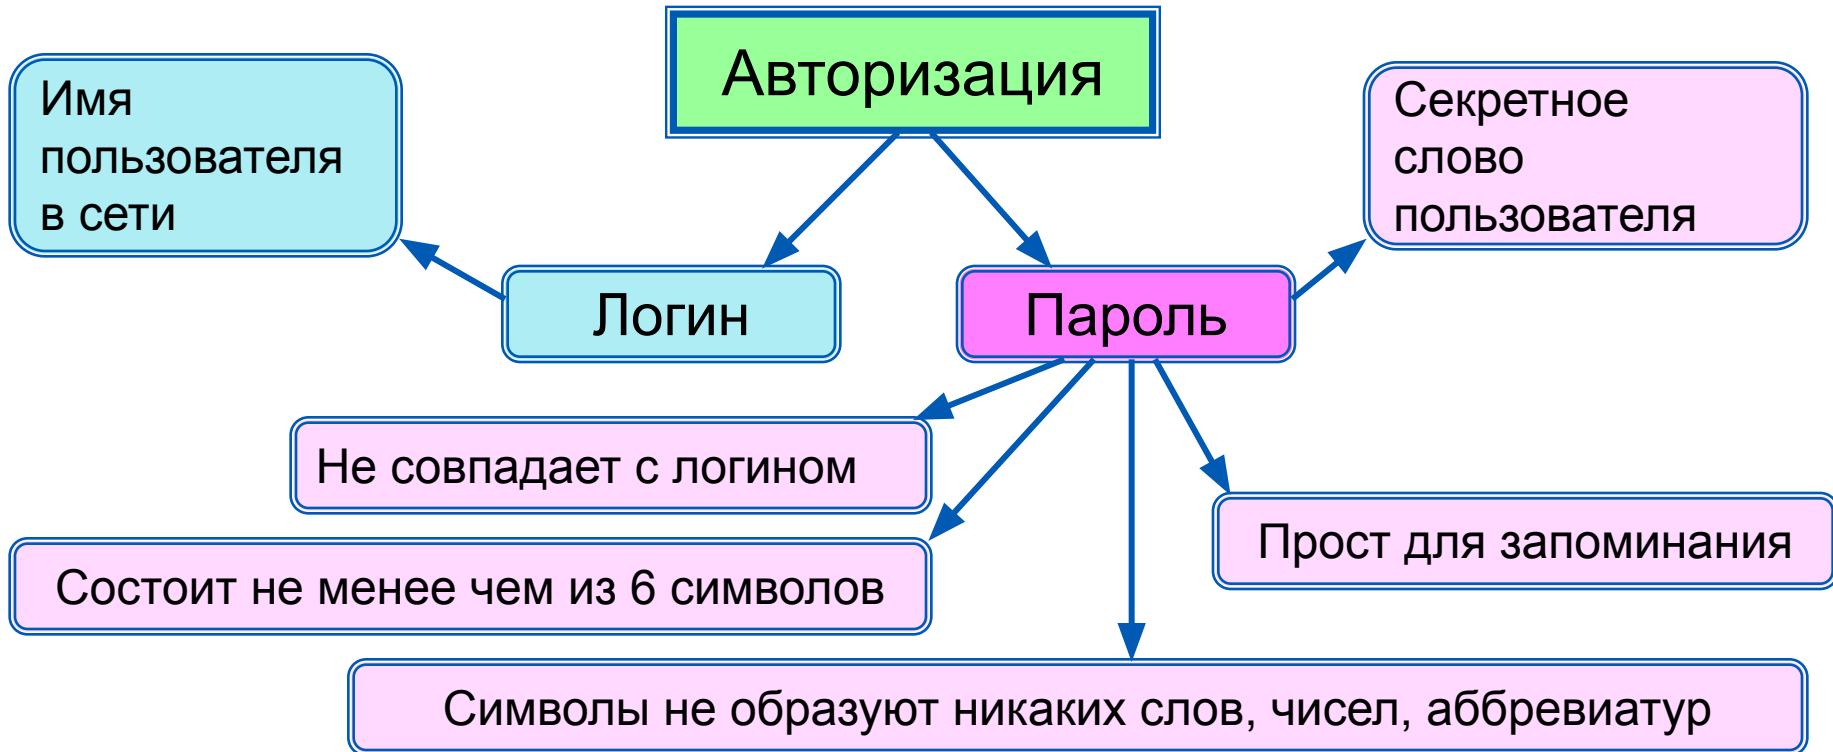 Авторизация
Имя
пользователя
в сети
Секретное
слово
пользователя
Логин
Пароль
Не совпадает с логином
Прост для запоминания
Состоит не менее чем из 6 символов
Символы не образуют никаких слов, чисел, аббревиатур